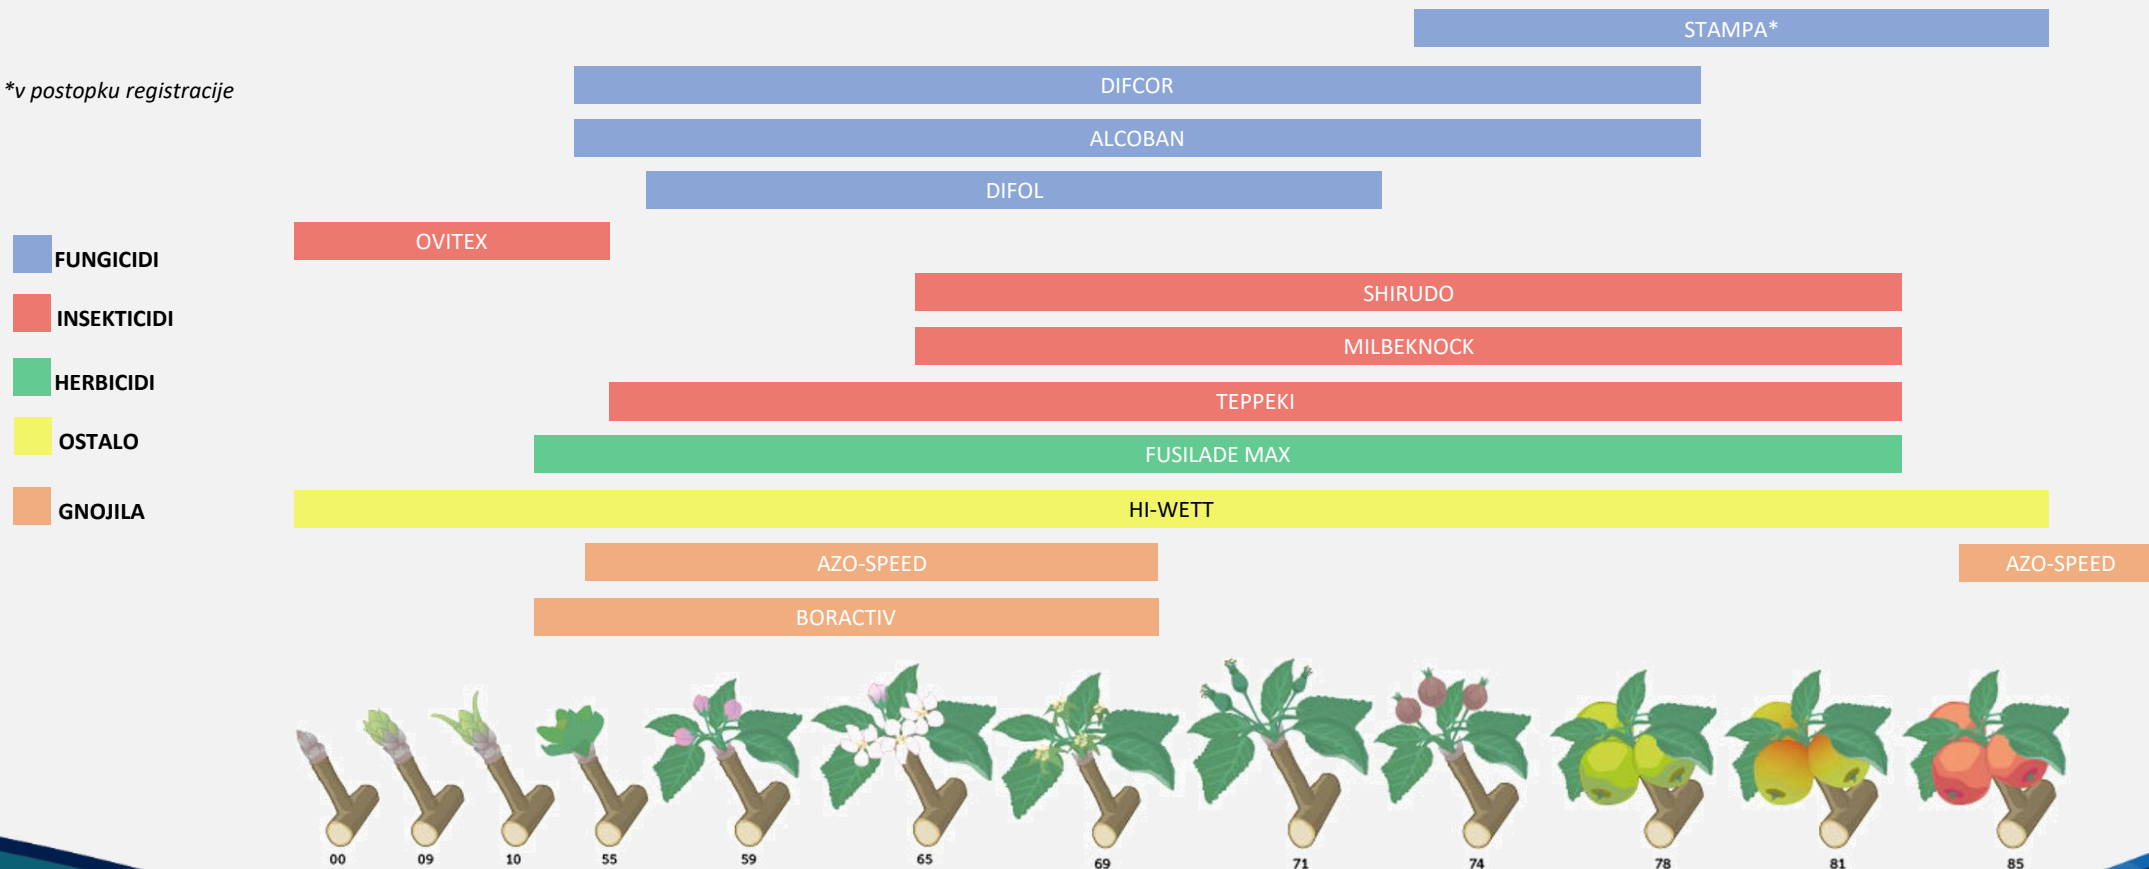 STAMPA*
*v postopku registracije
DIFCOR
ALCOBAN
DIFOL
OVITEX
FUNGICIDI
SHIRUDO
INSEKTICIDI
MILBEKNOCK
HERBICIDI
TEPPEKI
OSTALO
FUSILADE MAX
GNOJILA
HI-WETT
AZO-SPEED
AZO-SPEED
BORACTIV
00 09 10 55 59 65 69 71 74 78 81 85